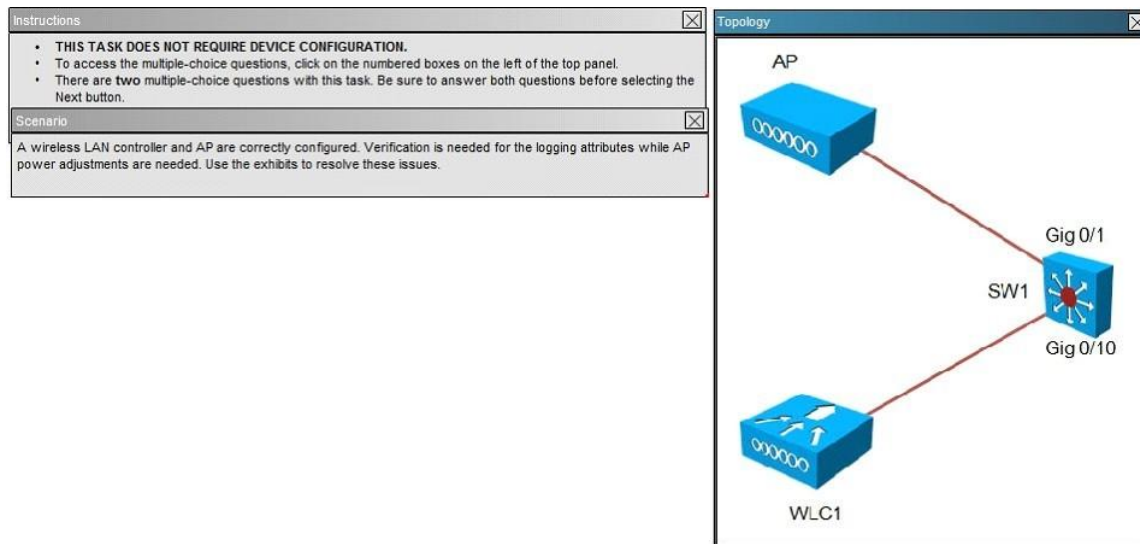 Instructions
• THIS TASK DOES NOT REQUIRE DEVICE CONFIGURATION.
• To access the multiple-choice questions, click on the numbered boxes on the left of the top panel.
• There are two multiple-choice questions with this task. Be sure to answer both questions before selecting the
Next button.
Scenario
A wireless LAN controller and AP are correctly configured. Verification is needed for the logging attributes while AP
power adjustments are needed. Use the exhibits to resolve these issues.
Topology
AP
Gig 0/1
SW1
Gig 0/10
WLC1